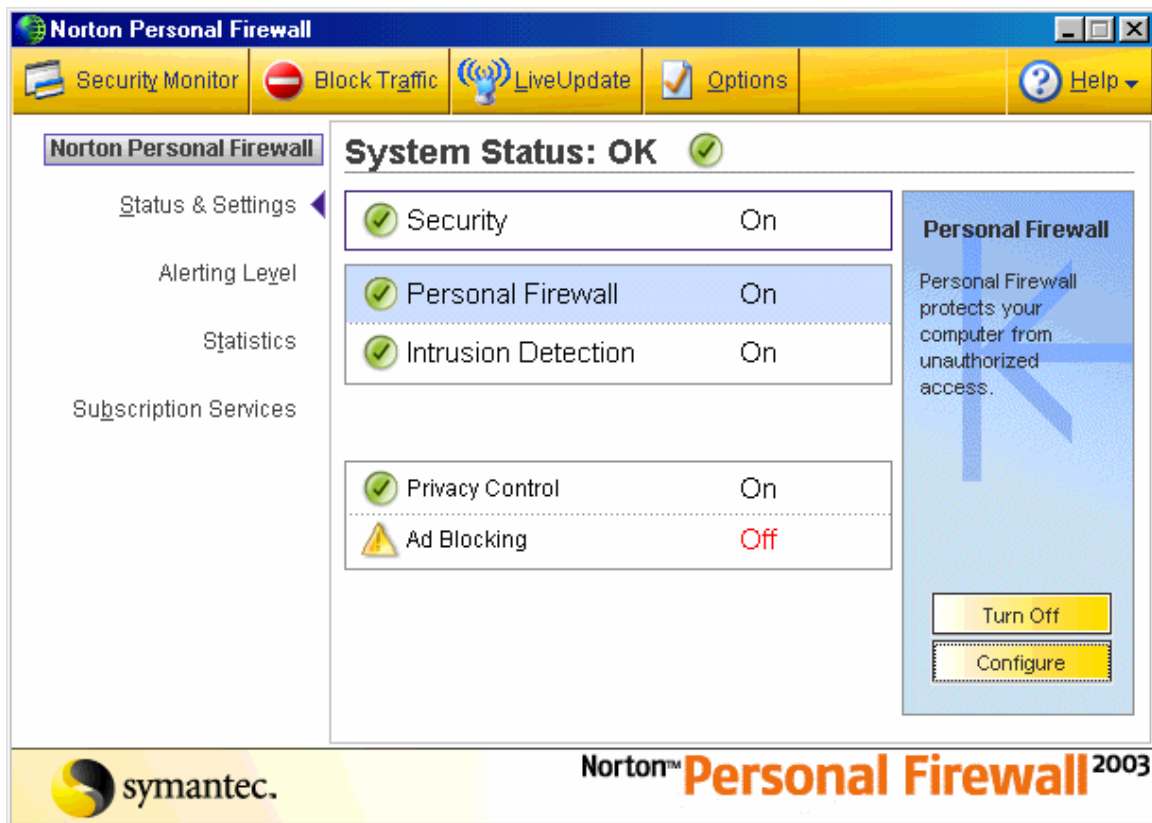 Norton Personal Firewall
Security Monitor Block Traffic LiveUpdate Options Help
Norton Personal Firewall
Status & Settings
Alerting Level
Statistics
Subscription Services
System Status: OK
Security On
Personal Firewall On
Intrusion Detection On
Privacy Control On
Ad Blocking Off
Personal Firewall
Personal Firewall
protects your
computer from
unauthorized
access.
Turn Off
Configure
symantec.
Norton™ Personal Firewall 2003